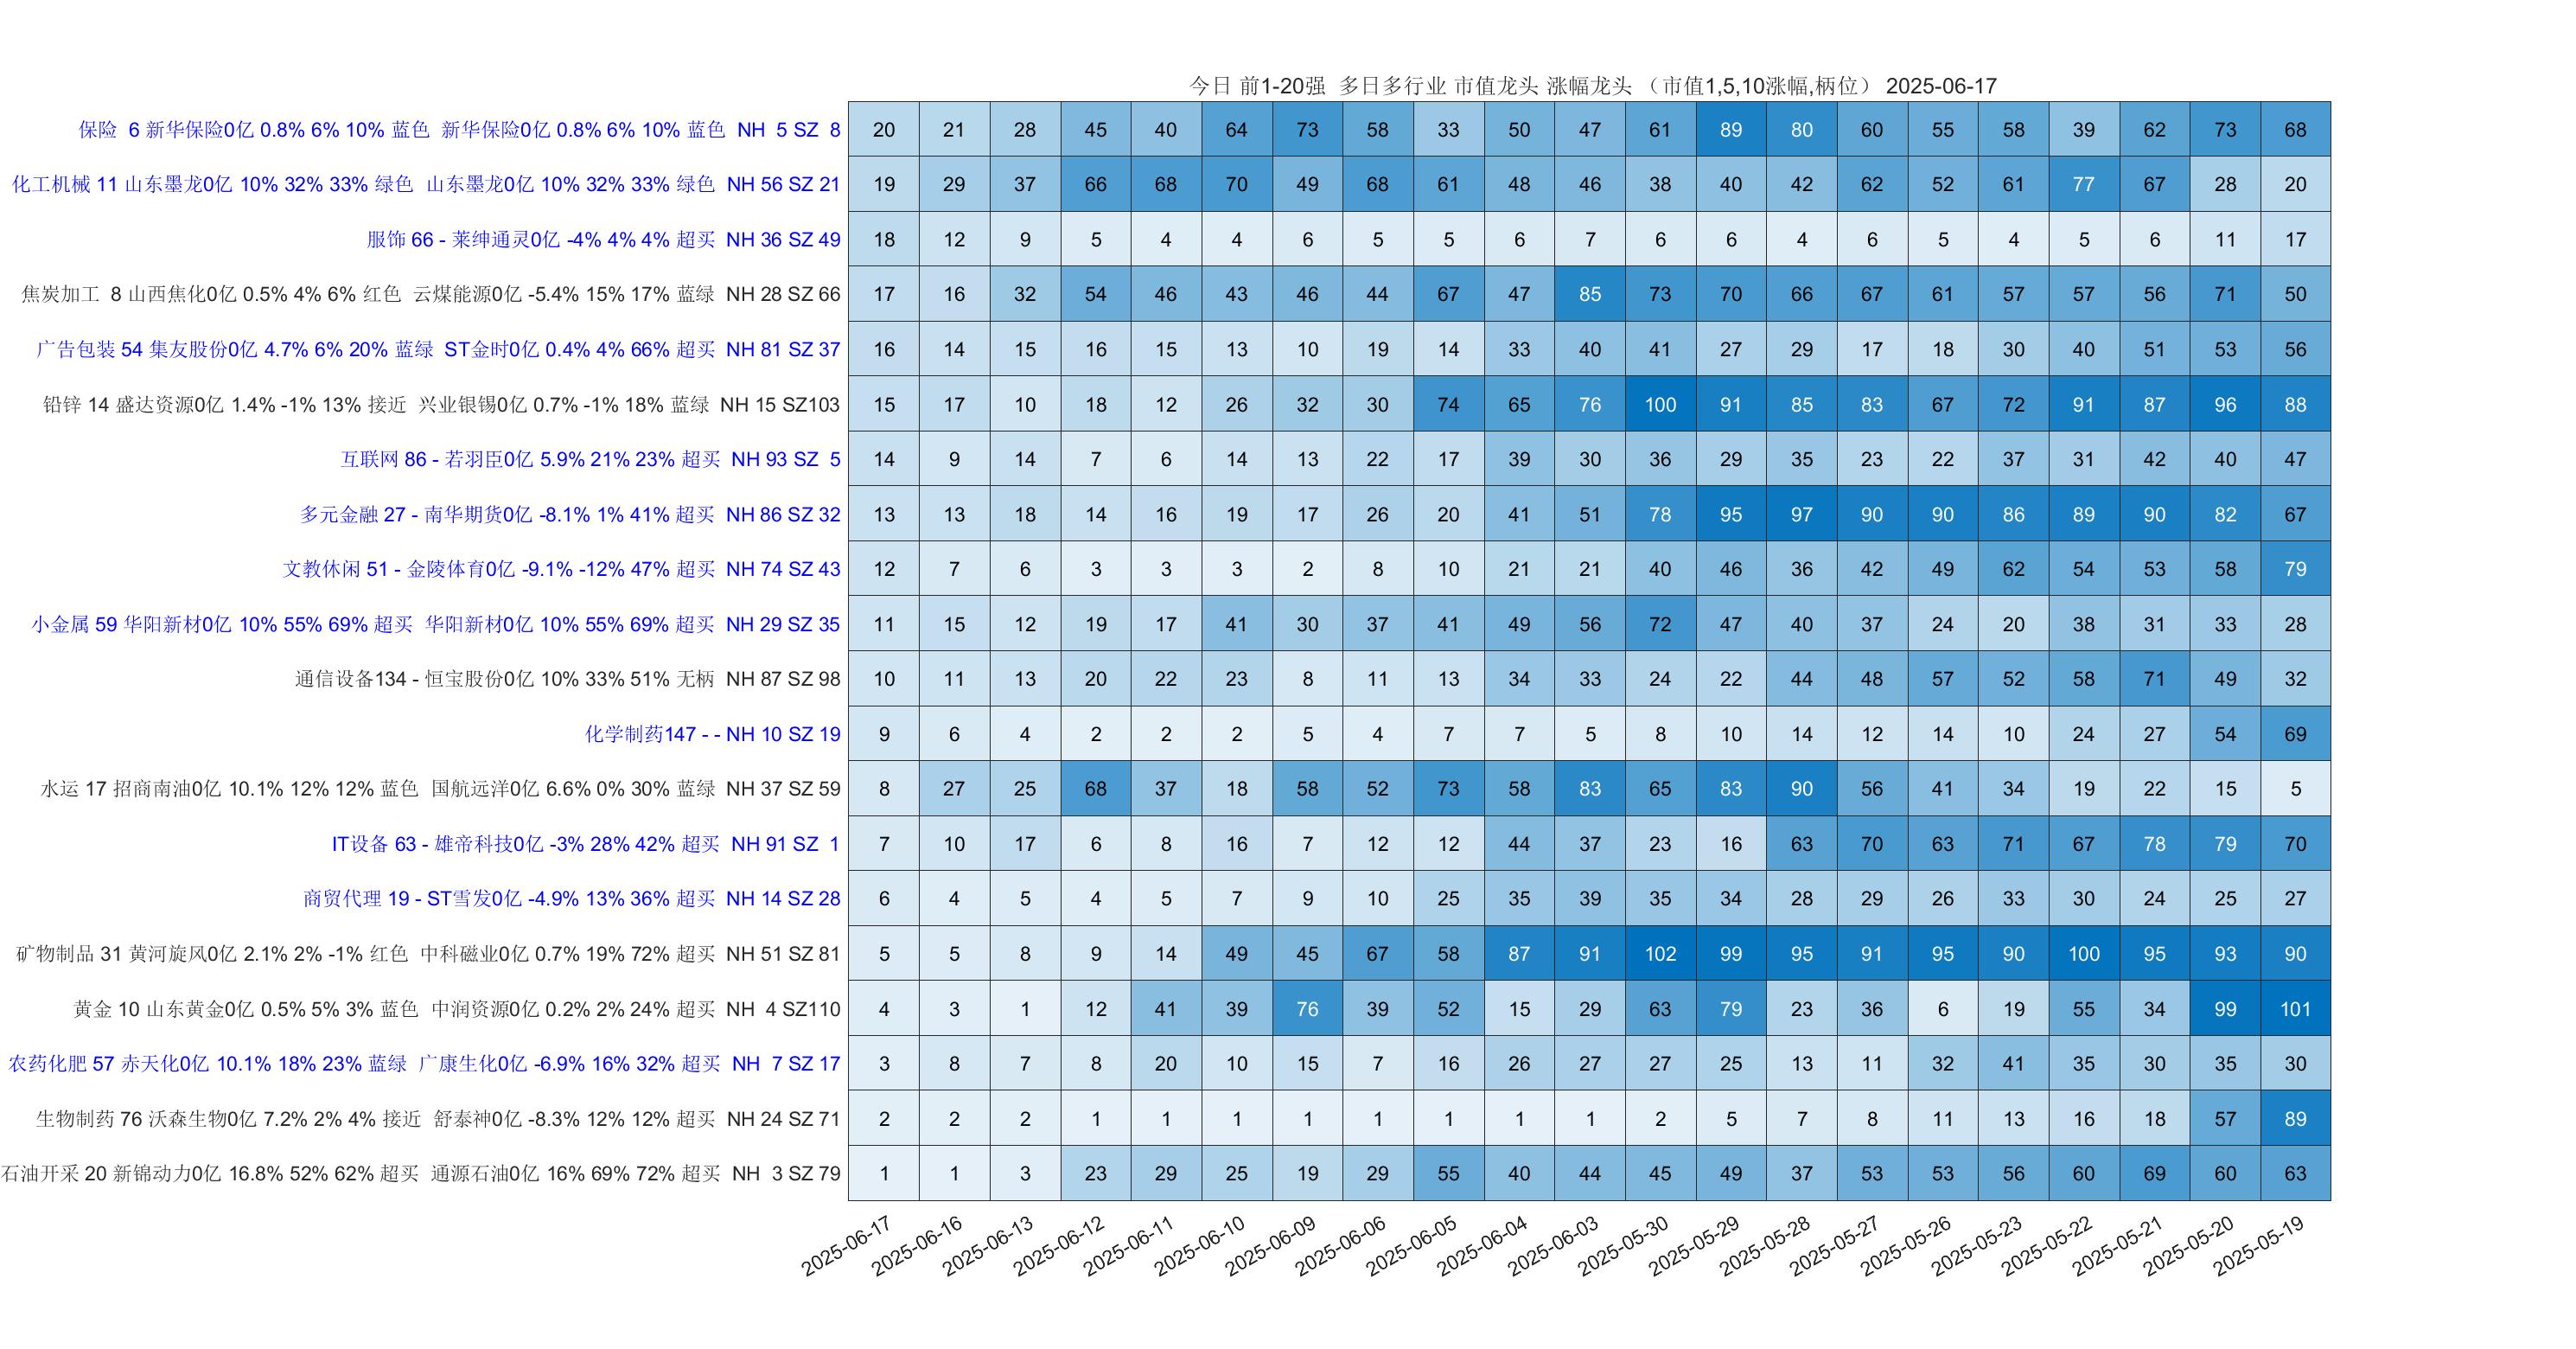 今日 前1-20强 多日多行业 市值龙头 涨幅龙头 （市值1,5,10涨幅,柄位） 2025-06-17
保险 6 新华保险0亿 0.8% 6% 10% 蓝色 新华保险0亿 0.8% 6% 10% 蓝色 NH 5 SZ 8 20 21 28 45 40 64 73 58 33 50 47 61 89 80 60 55 58 39 62 73 68
化工机械 11 山东墨龙0亿 10% 32% 33% 绿色 山东墨龙0亿 10% 32% 33% 绿色 NH 56 SZ 21 19 29 37 66 68 70 49 68 61 48 46 38 40 42 62 52 61 77 67 28 20
服饰 66 - 莱绅通灵0亿 -4% 4% 4% 超买 NH 36 SZ 49 18 12 9 5 4 4 6 5 5 6 7 6 6 4 6 5 4 5 6 11 17
焦炭加工 8 山西焦化0亿 0.5% 4% 6% 红色 云煤能源0亿 -5.4% 15% 17% 蓝绿 NH 28 SZ 66 17 16 32 54 46 43 46 44 67 47 85 73 70 66 67 61 57 57 56 71 50
广告包装 54 集友股份0亿 4.7% 6% 20% 蓝绿 ST金时0亿 0.4% 4% 66% 超买 NH 81 SZ 37 16 14 15 16 15 13 10 19 14 33 40 41 27 29 17 18 30 40 51 53 56
铅锌 14 盛达资源0亿 1.4% -1% 13% 接近 兴业银锡0亿 0.7% -1% 18% 蓝绿 NH 15 SZ103 15 17 10 18 12 26 32 30 74 65 76 100 91 85 83 67 72 91 87 96 88
互联网 86 - 若羽臣0亿 5.9% 21% 23% 超买 NH 93 SZ 5 14 9 14 7 6 14 13 22 17 39 30 36 29 35 23 22 37 31 42 40 47
多元金融 27 - 南华期货0亿 -8.1% 1% 41% 超买 NH 86 SZ 32 13 13 18 14 16 19 17 26 20 41 51 78 95 97 90 90 86 89 90 82 67
文教休闲 51 - 金陵体育0亿 -9.1% -12% 47% 超买 NH 74 SZ 43 12 7 6 3 3 3 2 8 10 21 21 40 46 36 42 49 62 54 53 58 79
小金属 59 华阳新材0亿 10% 55% 69% 超买 华阳新材0亿 10% 55% 69% 超买 NH 29 SZ 35 11 15 12 19 17 41 30 37 41 49 56 72 47 40 37 24 20 38 31 33 28
通信设备134 - 恒宝股份0亿 10% 33% 51% 无柄 NH 87 SZ 98 10 11 13 20 22 23 8 11 13 34 33 24 22 44 48 57 52 58 71 49 32
化学制药147 - - NH 10 SZ 19 9 6 4 2 2 2 5 4 7 7 5 8 10 14 12 14 10 24 27 54 69
水运 17 招商南油0亿 10.1% 12% 12% 蓝色 国航远洋0亿 6.6% 0% 30% 蓝绿 NH 37 SZ 59 8 27 25 68 37 18 58 52 73 58 83 65 83 90 56 41 34 19 22 15 5
IT设备 63 - 雄帝科技0亿 -3% 28% 42% 超买 NH 91 SZ 1 7 10 17 6 8 16 7 12 12 44 37 23 16 63 70 63 71 67 78 79 70
商贸代理 19 - ST雪发0亿 -4.9% 13% 36% 超买 NH 14 SZ 28 6 4 5 4 5 7 9 10 25 35 39 35 34 28 29 26 33 30 24 25 27
矿物制品 31 黄河旋风0亿 2.1% 2% -1% 红色 中科磁业0亿 0.7% 19% 72% 超买 NH 51 SZ 81 5 5 8 9 14 49 45 67 58 87 91 102 99 95 91 95 90 100 95 93 90
黄金 10 山东黄金0亿 0.5% 5% 3% 蓝色 中润资源0亿 0.2% 2% 24% 超买 NH 4 SZ110 4 3 1 12 41 39 76 39 52 15 29 63 79 23 36 6 19 55 34 99 101
农药化肥 57 赤天化0亿 10.1% 18% 23% 蓝绿 广康生化0亿 -6.9% 16% 32% 超买 NH 7 SZ 17 3 8 7 8 20 10 15 7 16 26 27 27 25 13 11 32 41 35 30 35 30
生物制药 76 沃森生物0亿 7.2% 2% 4% 接近 舒泰神0亿 -8.3% 12% 12% 超买 NH 24 SZ 71 2 2 2 1 1 1 1 1 1 1 1 2 5 7 8 11 13 16 18 57 89
石油开采 20 新锦动力0亿 16.8% 52% 62% 超买 通源石油0亿 16% 69% 72% 超买 NH 3 SZ 79 1 1 3 23 29 25 19 29 55 40 44 45 49 37 53 53 56 60 69 60 63
2025-06-17 2025-06-16 2025-06-13 2025-06-12 2025-06-11 2025-06-10 2025-06-09 2025-06-06 2025-06-05 2025-06-04 2025-06-03 2025-05-30 2025-05-29 2025-05-28 2025-05-27 2025-05-26 2025-05-23 2025-05-22 2025-05-21 2025-05-20 2025-05-19